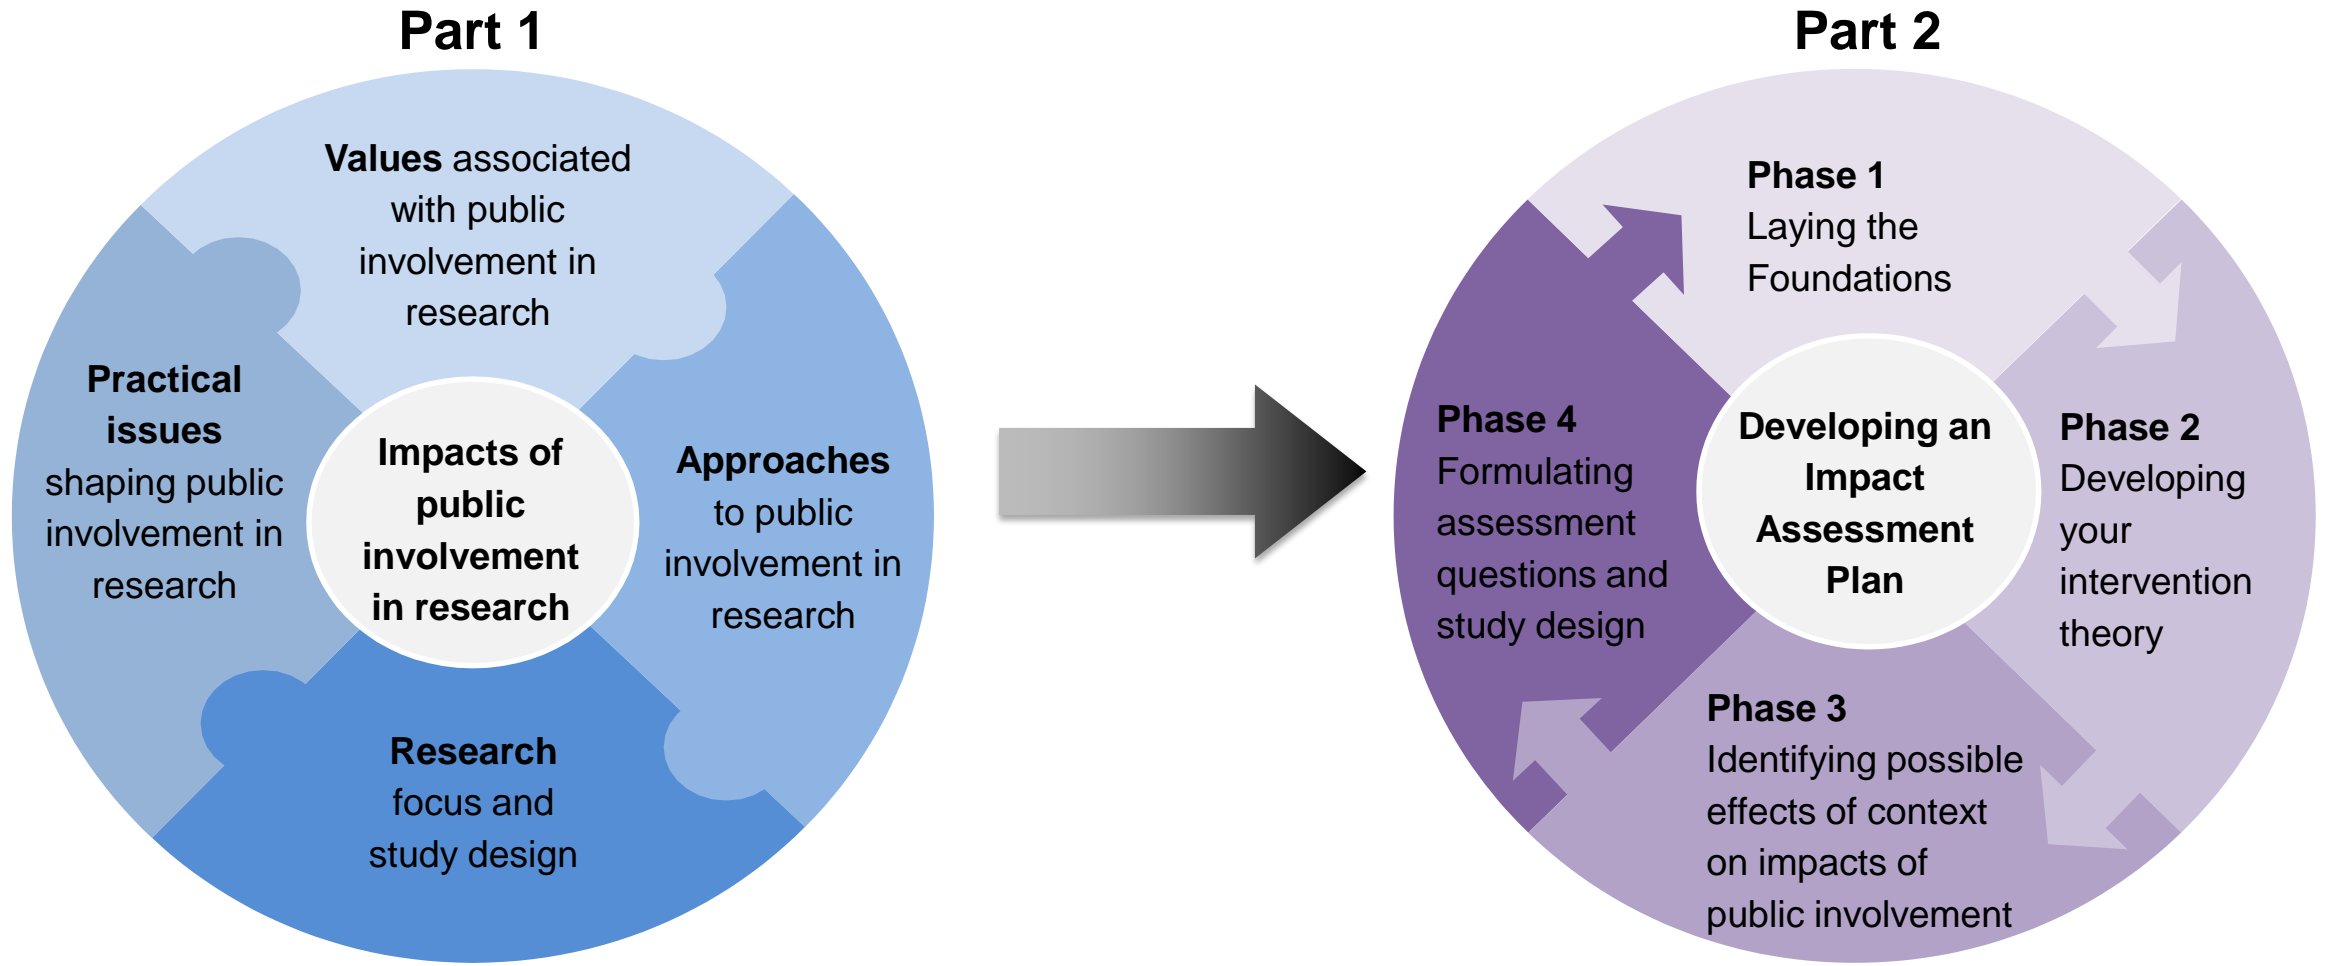 Part 1
Values associated
with public
involvement in
research
Practical
issues
shaping public
involvement in
research
Impacts of
public
involvement
in research
Approaches
to public
involvement in
research
Research
focus and
study design
Part 2
Phase 1
Laying the
Foundations
Phase 4
Formulating
assessment
questions and
study design
Developing an
Impact
Assessment
Plan
Phase 2
Developing
your
intervention
theory
Phase 3
Identifying possible
effects of context
on impacts of
public involvement